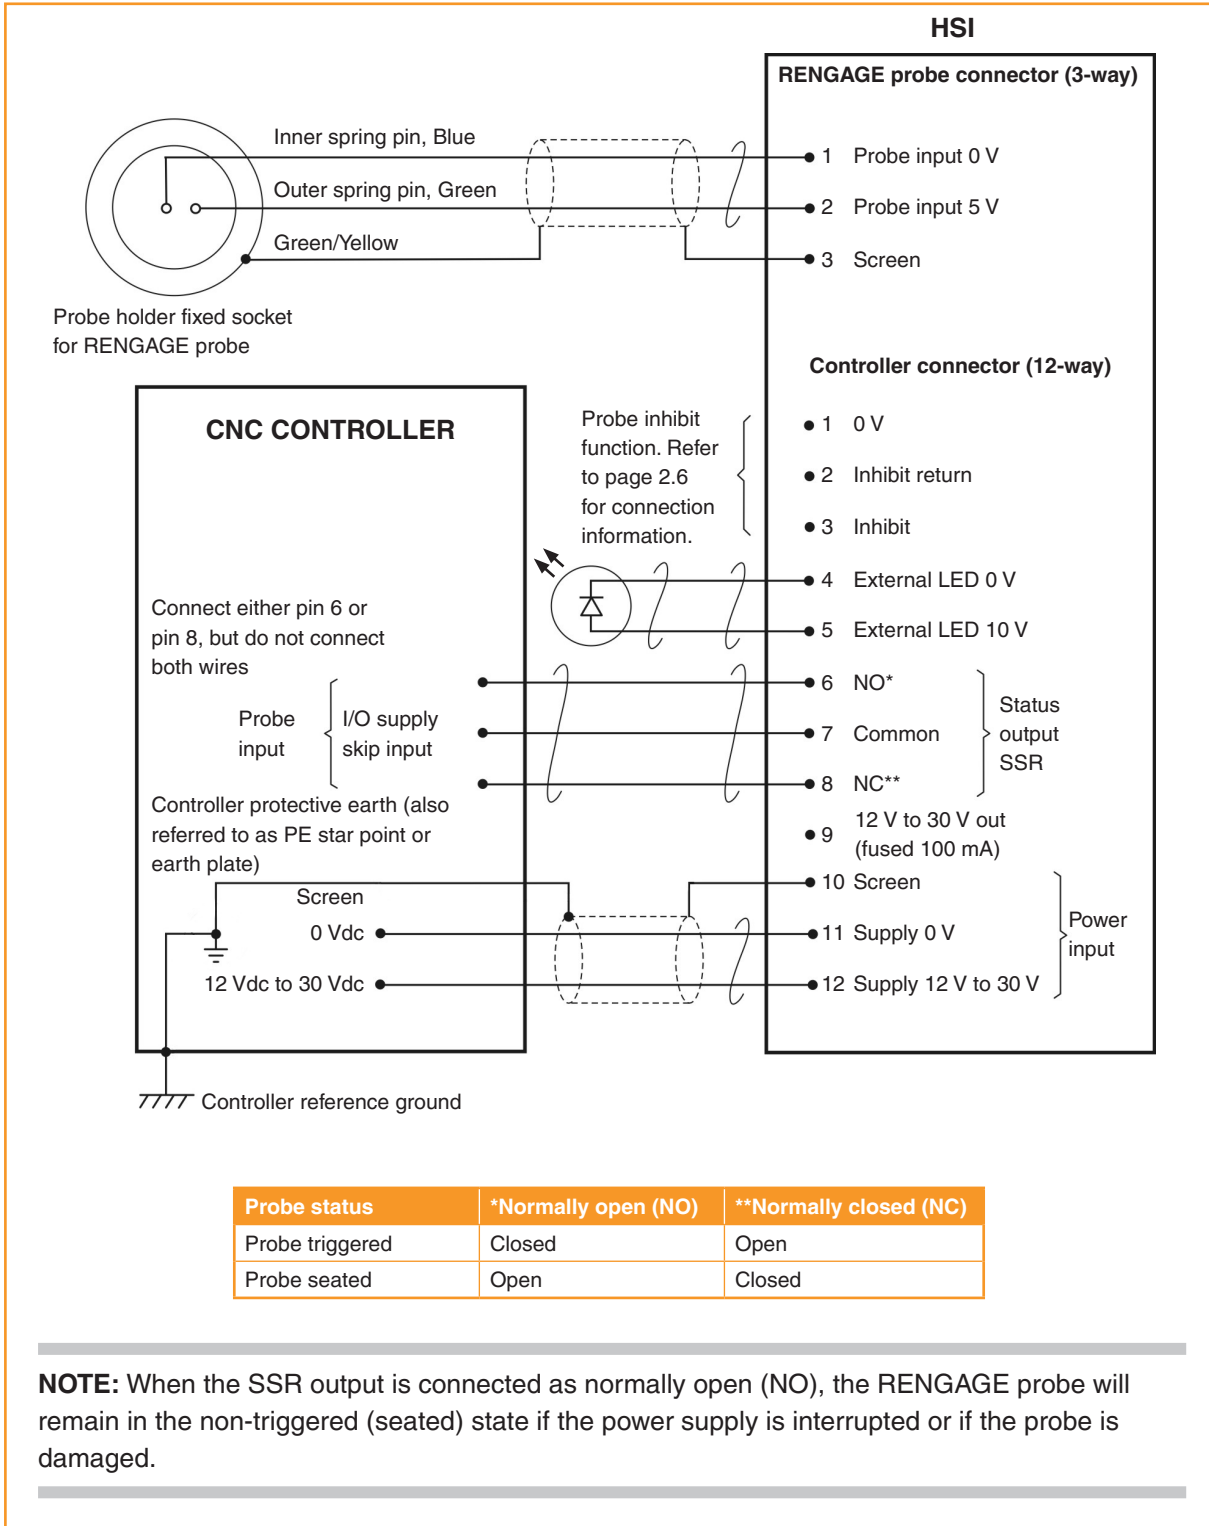 HSI
RENGAGE probe connector (3-way)
Inner spring pin, Blue
1 Probe input 0 V
Outer spring pin, Green
2 Probe input 5 V
Green/Yellow
3 Screen
Probe holder fixed socket
for RENGAGE probe
Controller connector (12-way)
CNC CONTROLLER
Probe inhibit
function. Refer
to page 2.6
for connection
information.
1 0 V
2 Inhibit return
3 Inhibit
4 External LED 0 V
5 External LED 10 V
Connect either pin 6 or
pin 8, but do not connect
both wires
6 NO*
7 Common
8 NC**
Status
output
SSR
Probe
input
I/O supply
skip input
9 12 V to 30 V out
(fused 100 mA)
Controller protective earth (also
referred to as PE star point or
earth plate)
10 Screen
Screen
0 Vdc
11 Supply 0 V
12 Vdc to 30 Vdc
12 Supply 12 V to 30 V
Power
input
Controller reference ground
Probe status *Normally open (NO) **Normally closed (NC)
Probe triggered Closed Open
Probe seated Open Closed
NOTE: When the SSR output is connected as normally open (NO), the RENGAGE probe will
remain in the non-triggered (seated) state if the power supply is interrupted or if the probe is
damaged.